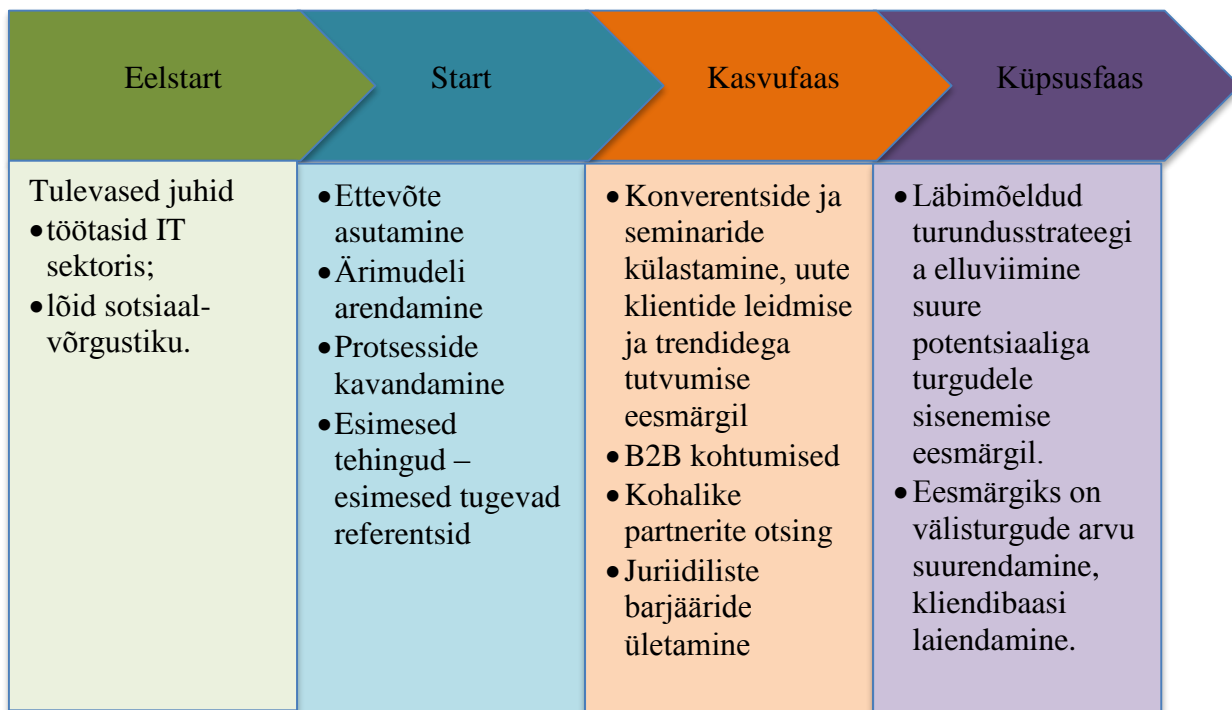 Eelstart
Start
Kasvufaas
Küpsusfaas
Tulevased juhid
•töötasid IT
sektoris;
•lõid sotsiaal-
võrgustiku.
•Ettevõte
asutamine
•Ärimudeli
arendamine
•Protsesside
kavandamine
•Esimesed
tehingud –
esimesed tugevad
referentsid
•Konverentside ja
seminaride
külastamine, uute
klientide leidmise
ja trendidega
tutvumise
eesmärgil
•B2B kohtumised
•Kohalike
partnerite otsing
•Juriidiliste
barjääride
ületamine
•Läbimõeldud
turundusstrateegi
a elluviimine
suure
potentsiaaliga
turgudele
sisenemise
eesmärgil.
•Eesmärgiks on
välisturgude arvu
suurendamine,
kliendibaasi
laiendamine.